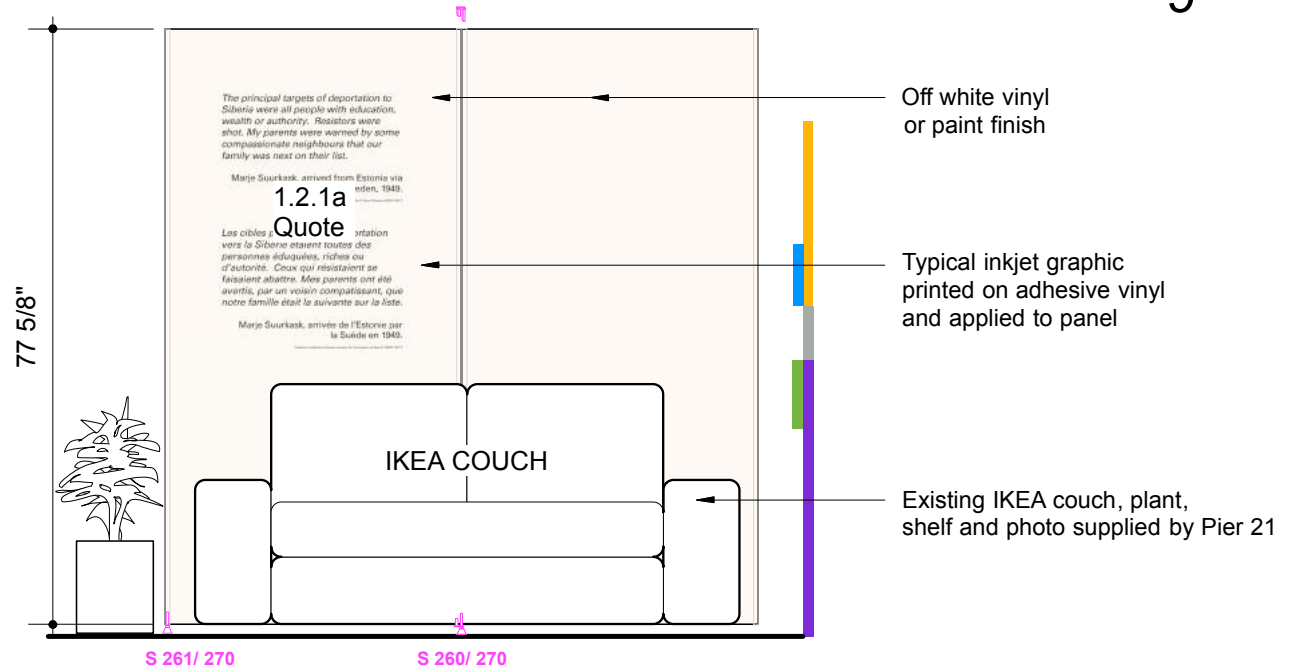 The principal targets of deportation to
Siberia were all people with education,
wealth or authority. Resistors were
shot. My parents were warned by some
compassionate neighbours that our
family was next on their list.
Marje Suurkask, arrived from Estonia via
eden, 1949.
1.2.1a
Quote
Les cibles p ortation
vers la Sibérie étaient toutes des
personnes éduquées, riches ou
d'autorité. Ceux qui résistaient se
faisaient abattre. Mes parents ont été
avertis, par un voisin compatissant, que
notre famille était la suivante sur la liste.
Marje Suurkask, arrivée de l'Estonie par
la Suède en 1949.
Off white vinyl
or paint finish
Typical inkjet graphic
printed on adhesive vinyl
and applied to panel
77 5/8"
IKEA COUCH
Existing IKEA couch, plant,
shelf and photo supplied by Pier 21
S 261/ 270
S 260/ 270